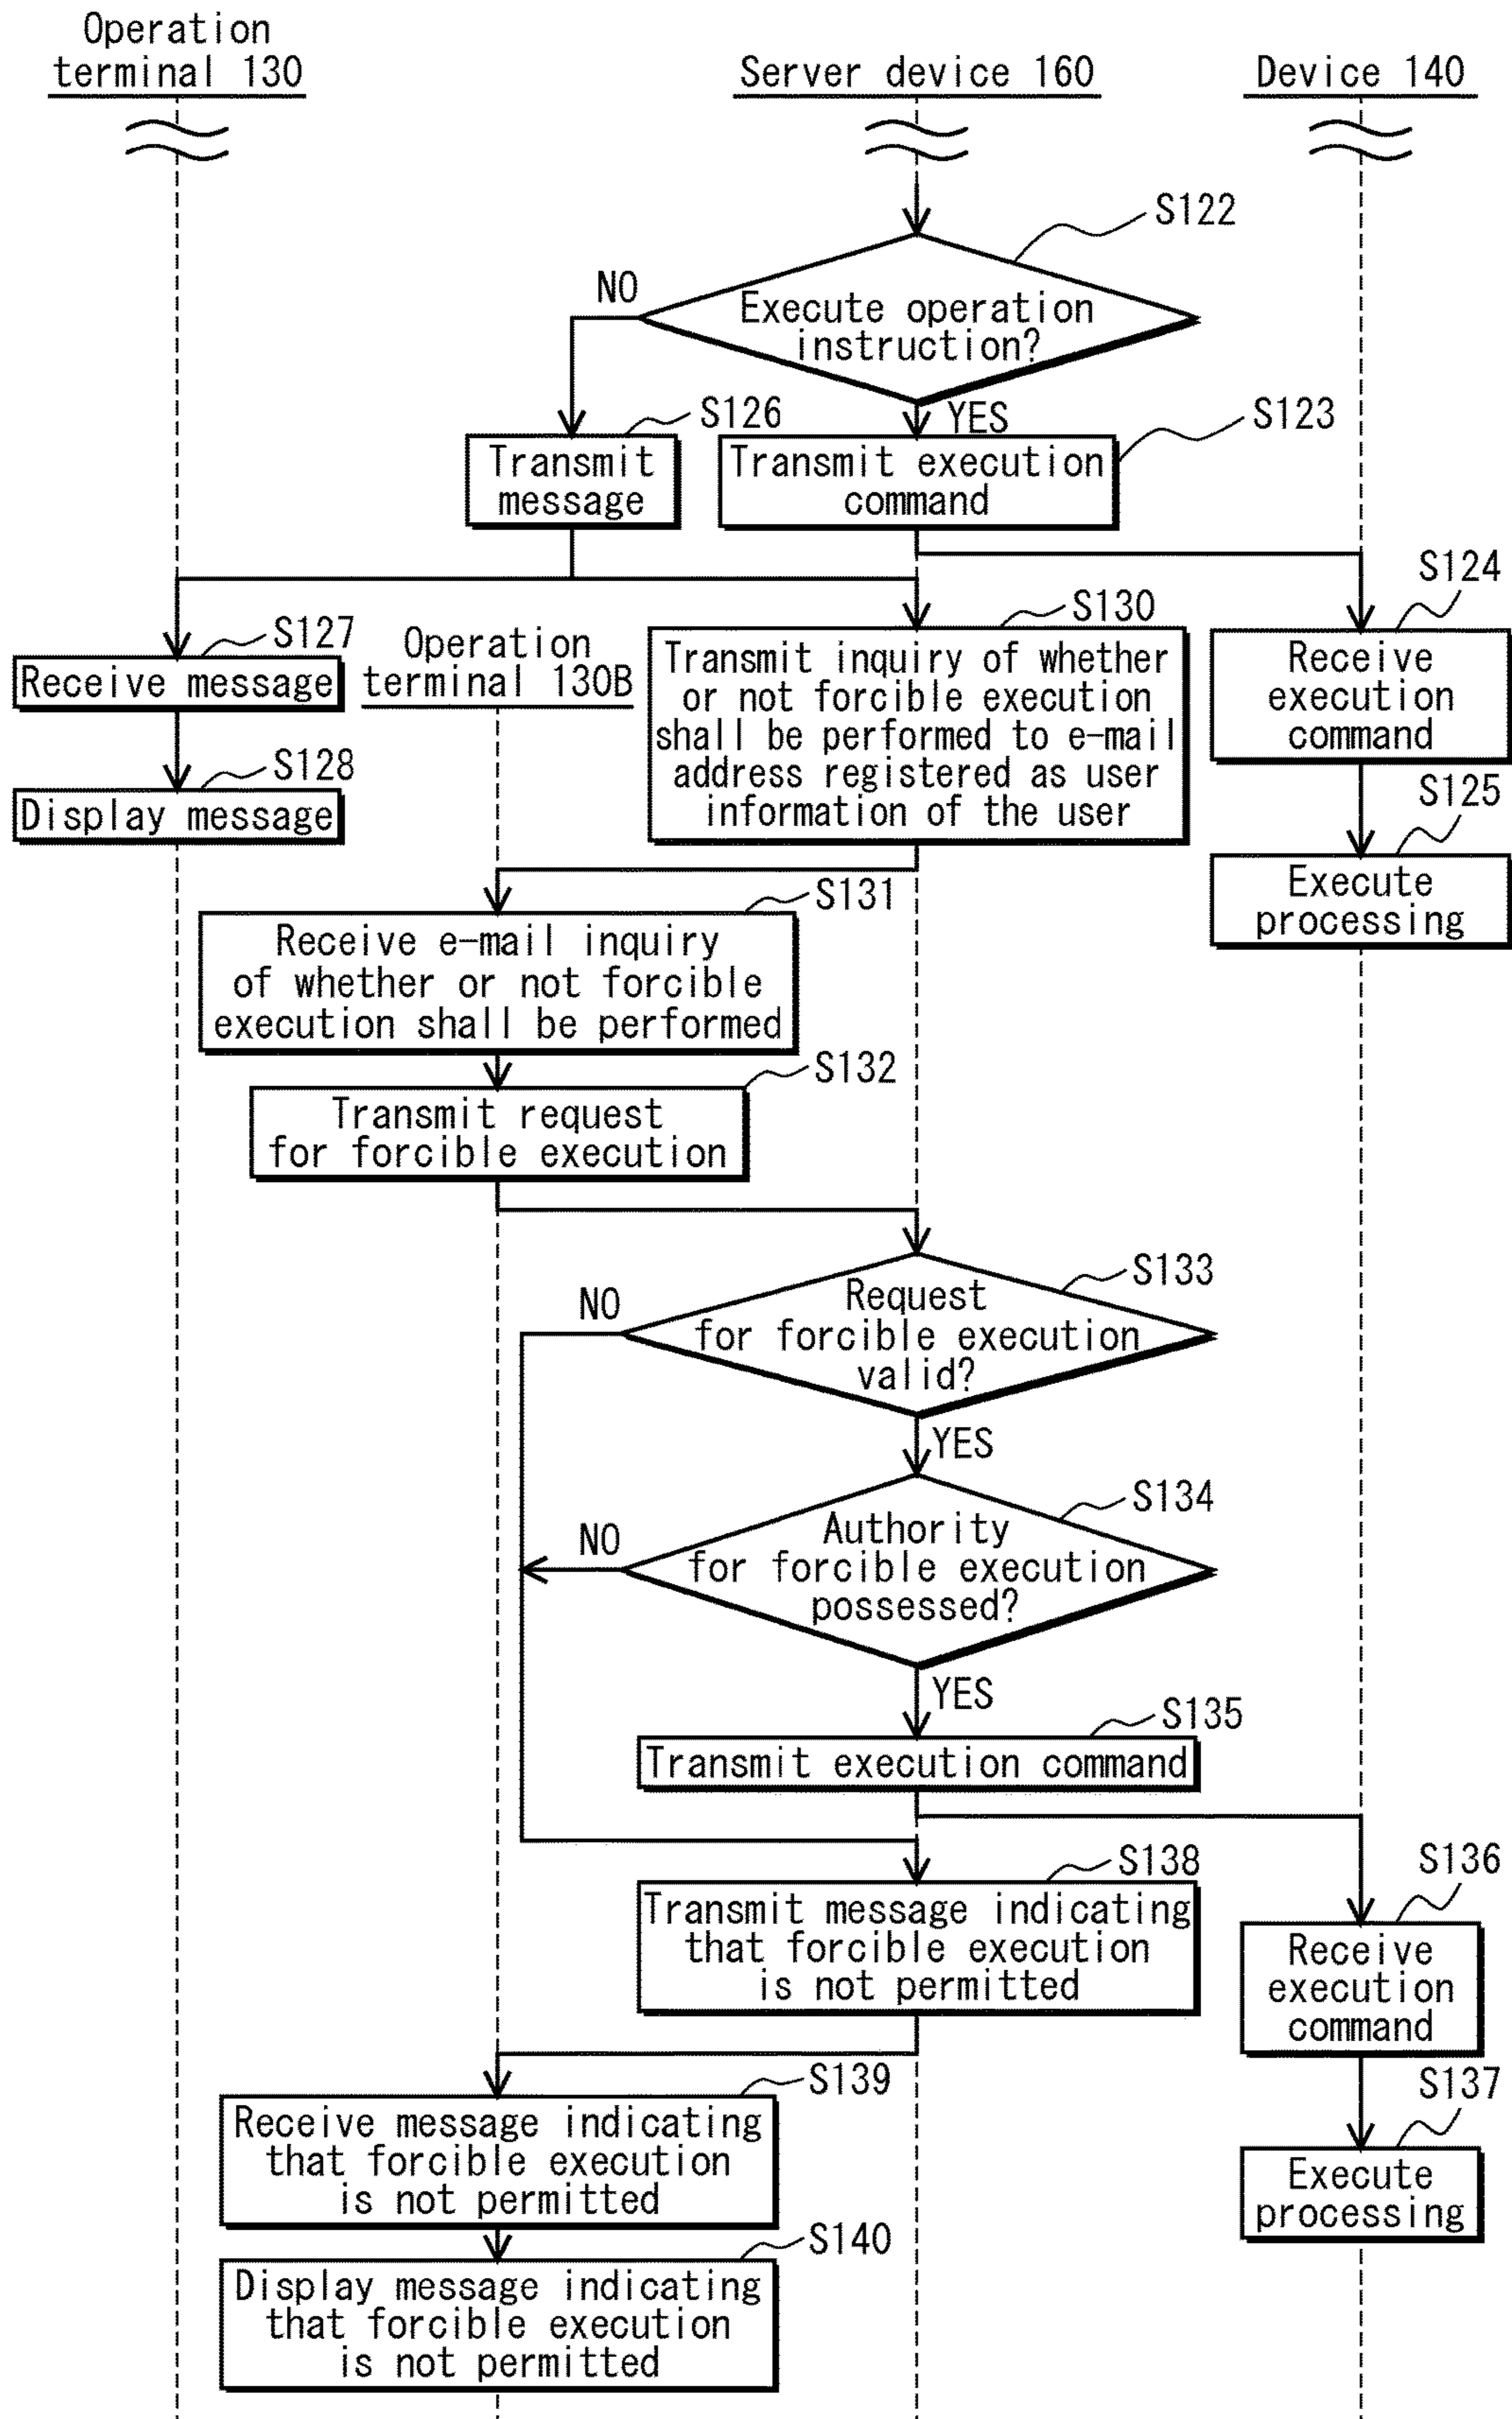 Operation
terminal 130
Server device 160
Device 140
S122
NO
Execute operation
instruction?
YES
S126
Transmit
message
S123
Transmit execution
command
S124
Receive
execution
command
S127
Receive message
Operation
terminal 130B
S130
Transmit inquiry of whether
or not forcible execution
shall be performed to e-mail
address registered as user
information of the user
S128
Display message
S125
Execute
processing
S131
Receive e-mail inquiry
of whether or not forcible
execution shall be performed
S132
Transmit request
for forcible execution
S133
NO
Request
for forcible execution
valid?
YES
S134
NO
Authority
for forcible execution
possessed?
YES
S135
Transmit execution command
S138
Transmit message indicating
that forcible execution
is not permitted
S136
Receive
execution
command
S139
Receive message indicating
that forcible execution
is not permitted
S137
Execute
processing
S140
Display message indicating
that forcible execution
is not permitted